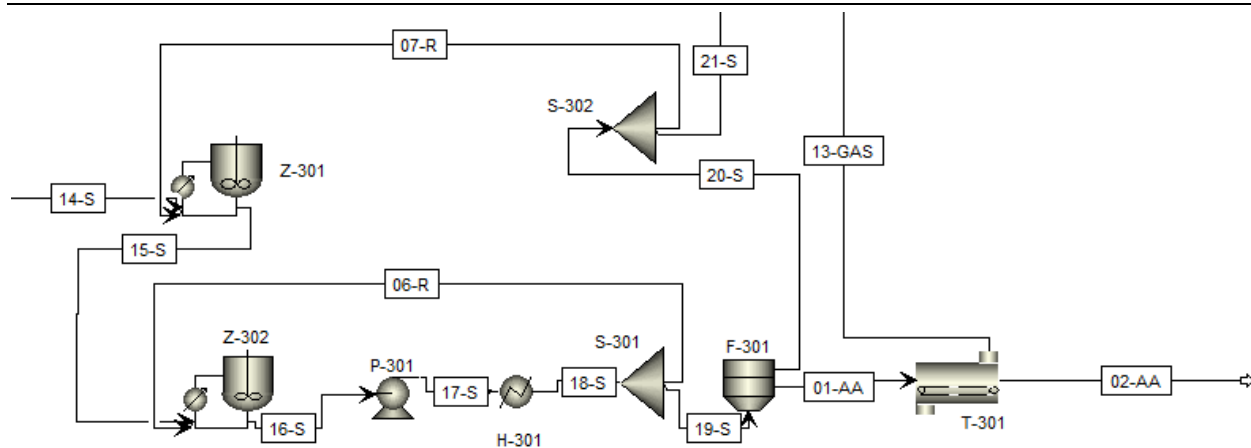 07-R
21-S
S-302
13-GAS
Z-301
20-S
14-S
15-S
06-R
Z-302
S-301
F-301
P-301
17-S
18-S
01-AA
02-AA
16-S
19-S
H-301
T-301